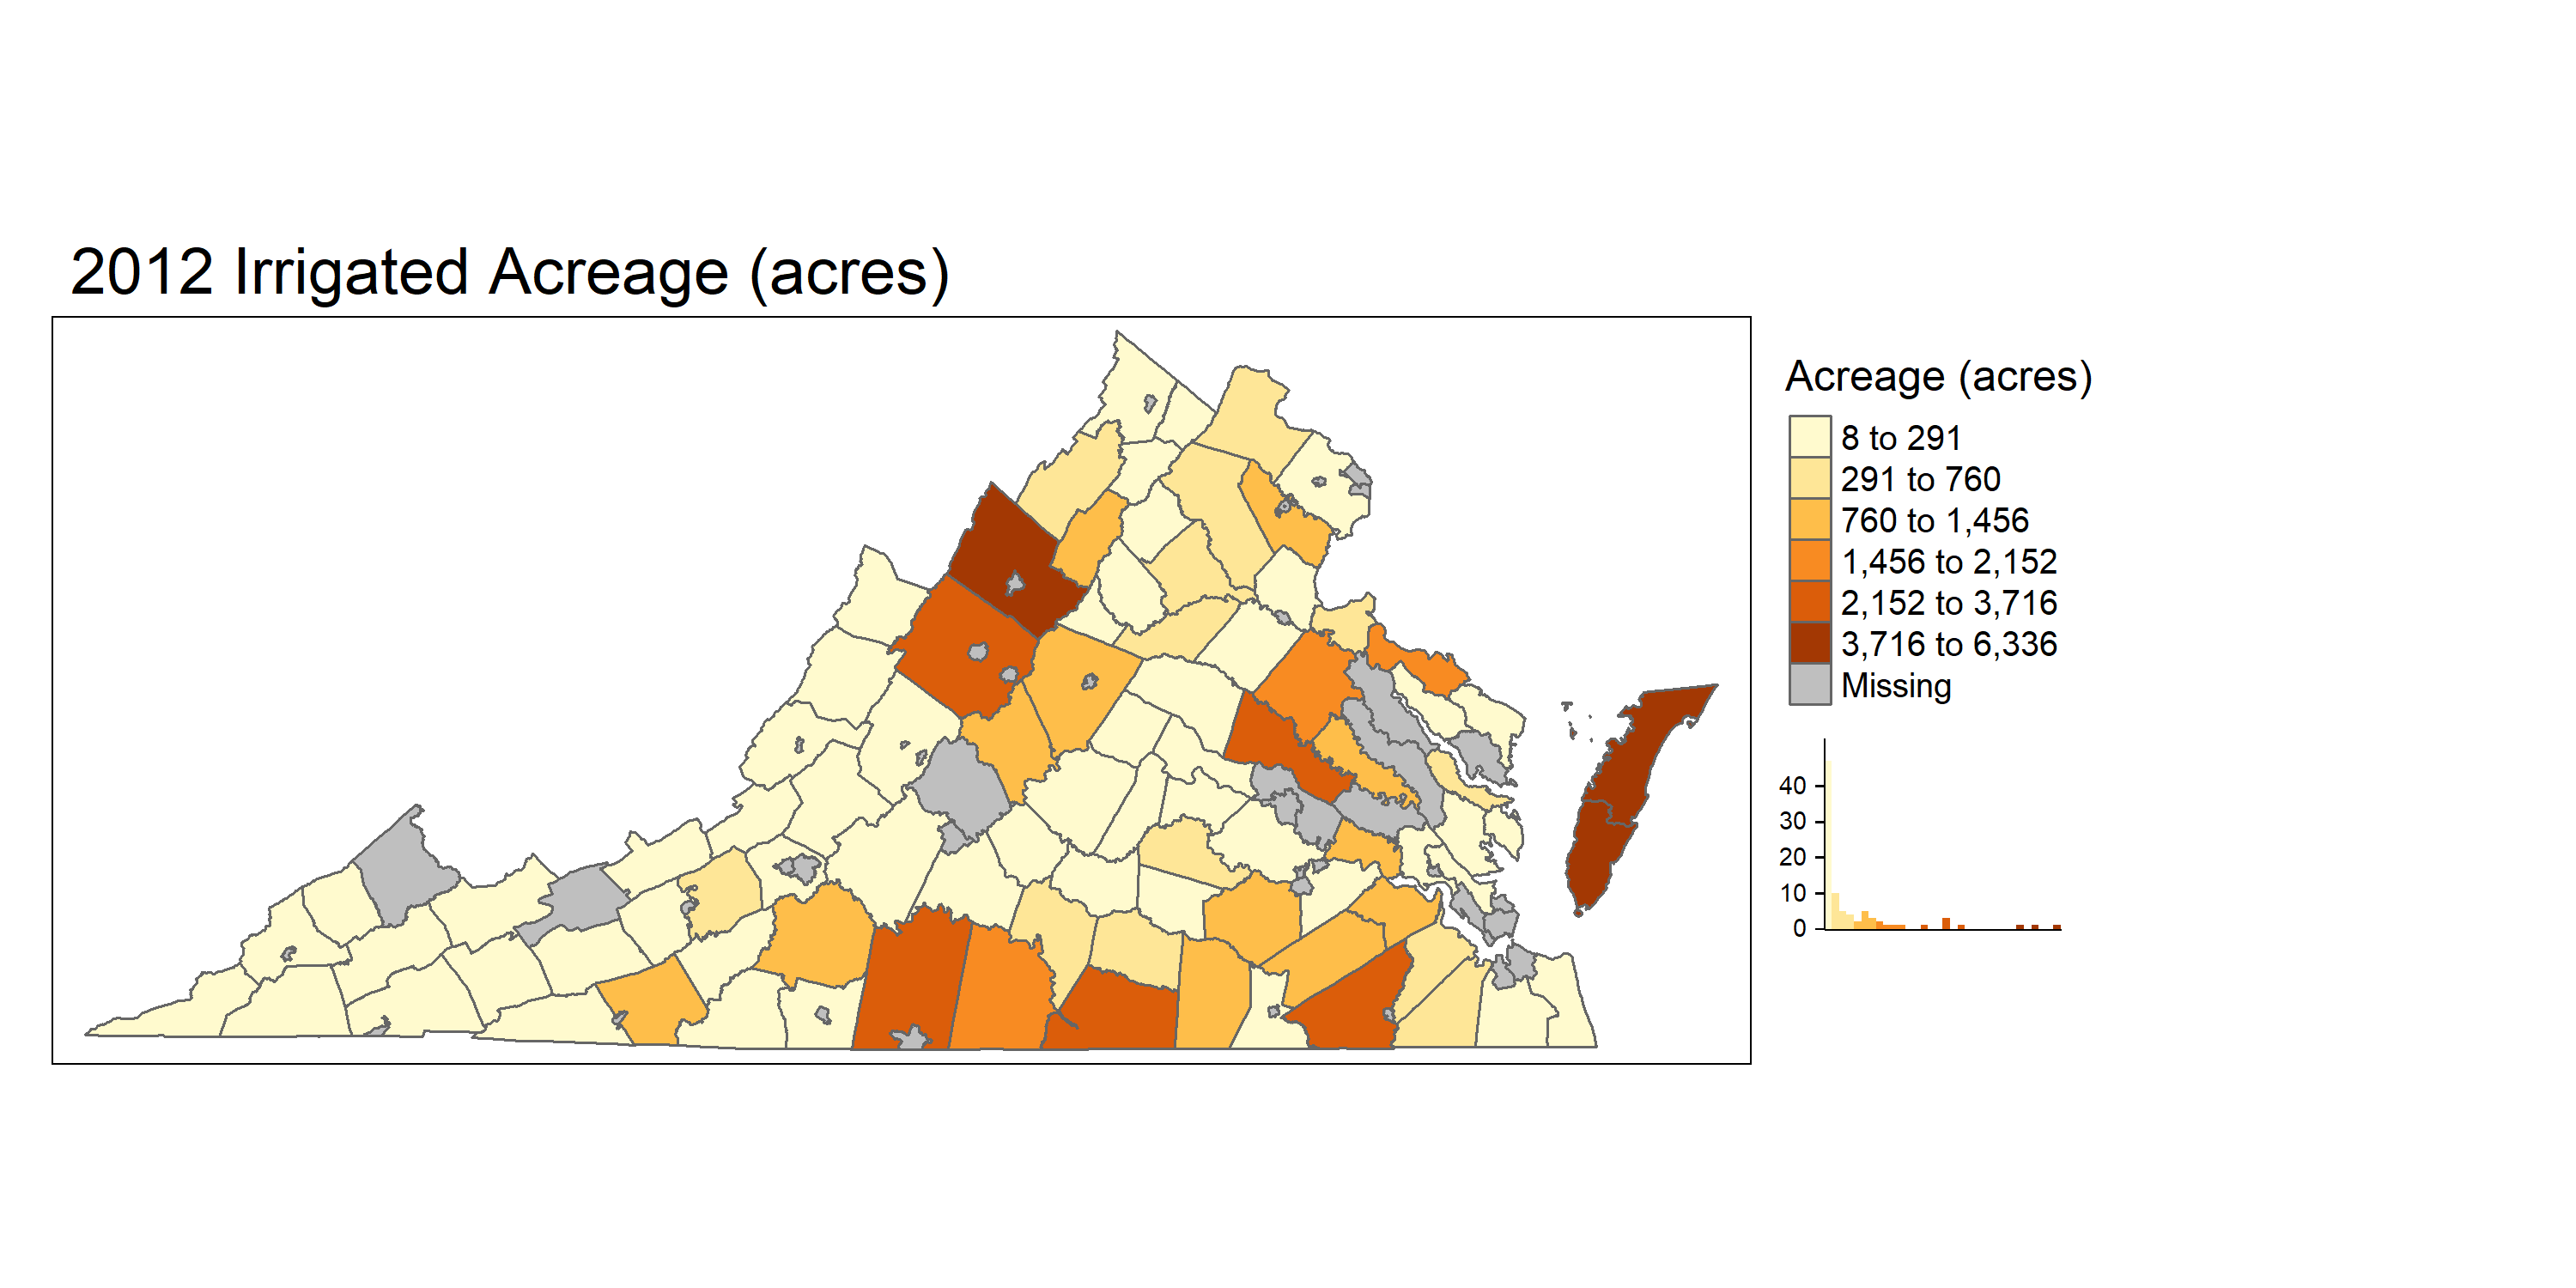 2012 Irrigated Acreage (acres)
Acreage (acres)
8 to 291
291 to 760
760 to 1,456
1,456 to 2,152
2,152 to 3,716
3,716 to 6,336
Missing
40
30
20
10
0